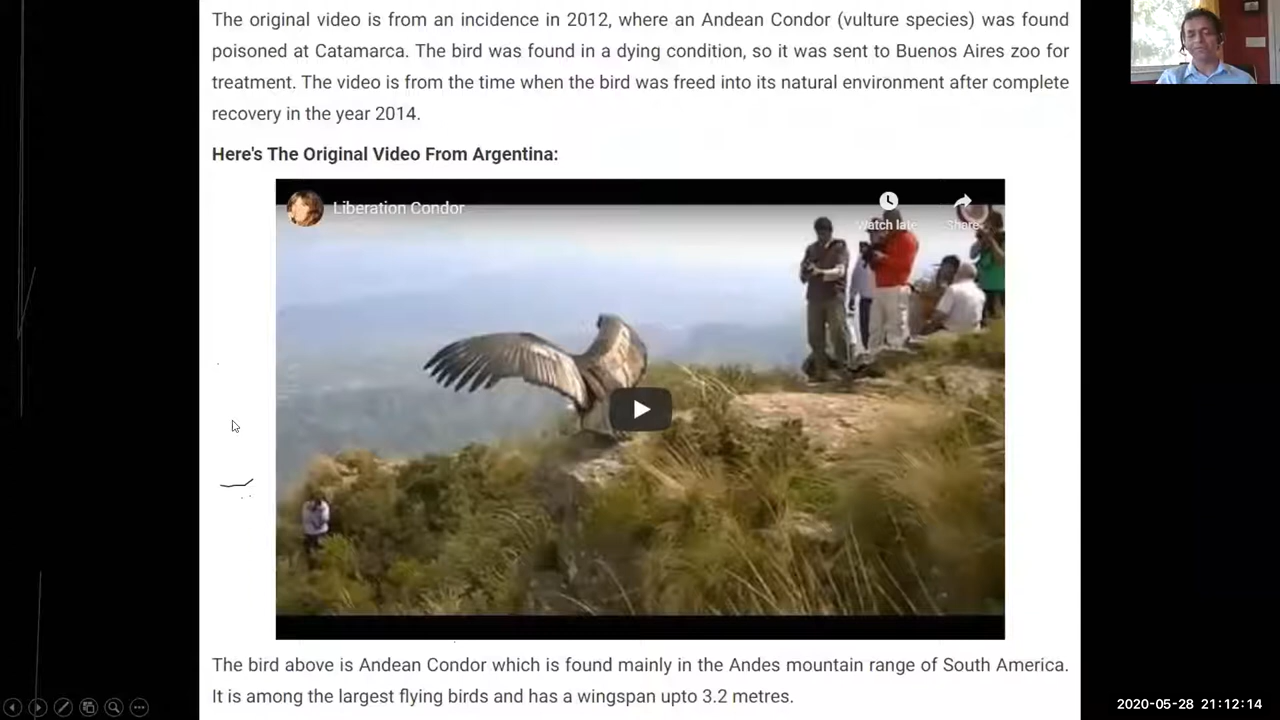 The original video is from an incidence in 2012, where an Andean Condor (vulture species) was found
poisoned at Catamarca. The bird was found in a dying condition, so it was sent to Buenos Aires zoo for
treatment. The video is from the time when the bird was freed into its natural environment after complete
recovery in the year 2014.
Here's The Original Video From Argentina:
Liberation Condor
Watch late
Share
The bird above is Andean Condor which is found mainly in the Andes mountain range of South America.
It is among the largest flying birds and has a wingspan upto 3.2 metres.
2020-05-28 21:12:14